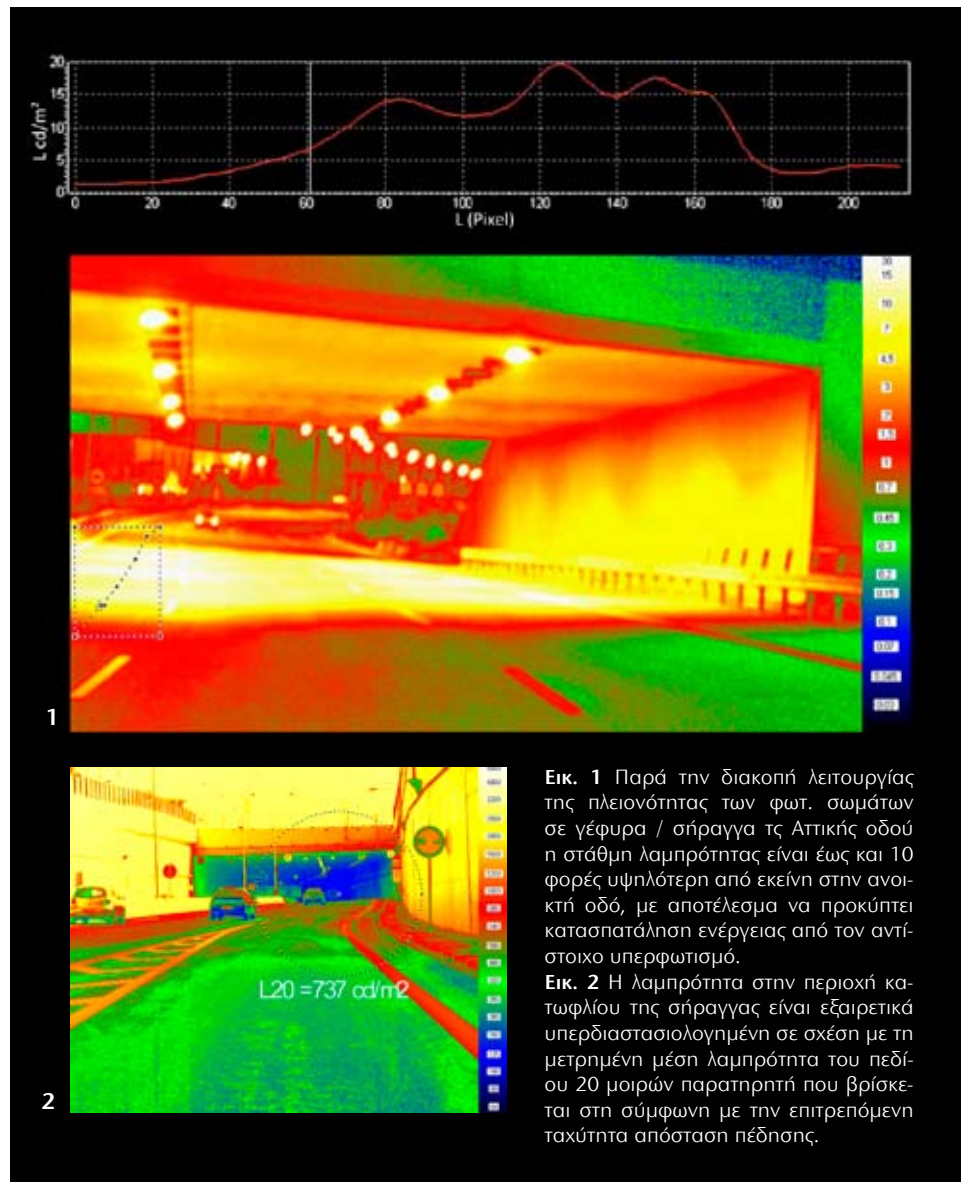 20
15
10
5
0
L cd/m²
0 20 40 60 80 100 120 140 160 180 200
L (Pixel)
30
15
10
7
4.5
3
2
1.5
1
0.7
0.45
0.3
0.2
0.15
0.1
0.07
0.045
0.03
1
L20 =737 cd/m2
2
Εικ. 1 Παρά την διακοπή λειτουργίας
της πλειονότητας των φωτ. σωμάτων
σε γέφυρα / σήραγγα τς Αττικής οδού
η στάθμη λαμπρότητας είναι έως και 10
φορές υψηλότερη από εκείνη στην ανοι-
κτή οδό, με αποτέλεσμα να προκύπτει
κατασπατάληση ενέργειας από τον αντί-
στοιχο υπερφωτισμό.
Εικ. 2 Η λαμπρότητα στην περιοχή κα-
τωφλίου της σήραγγας είναι εξαιρετικά
υπερδιαστασιολογημένη σε σχέση με τη
μετρημένη μέση λαμπρότητα του πεδί-
ου 20 μοιρών παρατηρητή που βρίσκε-
ται στη σύμφωνη με την επιτρεπόμενη
ταχύτητα απόσταση πέδησης.